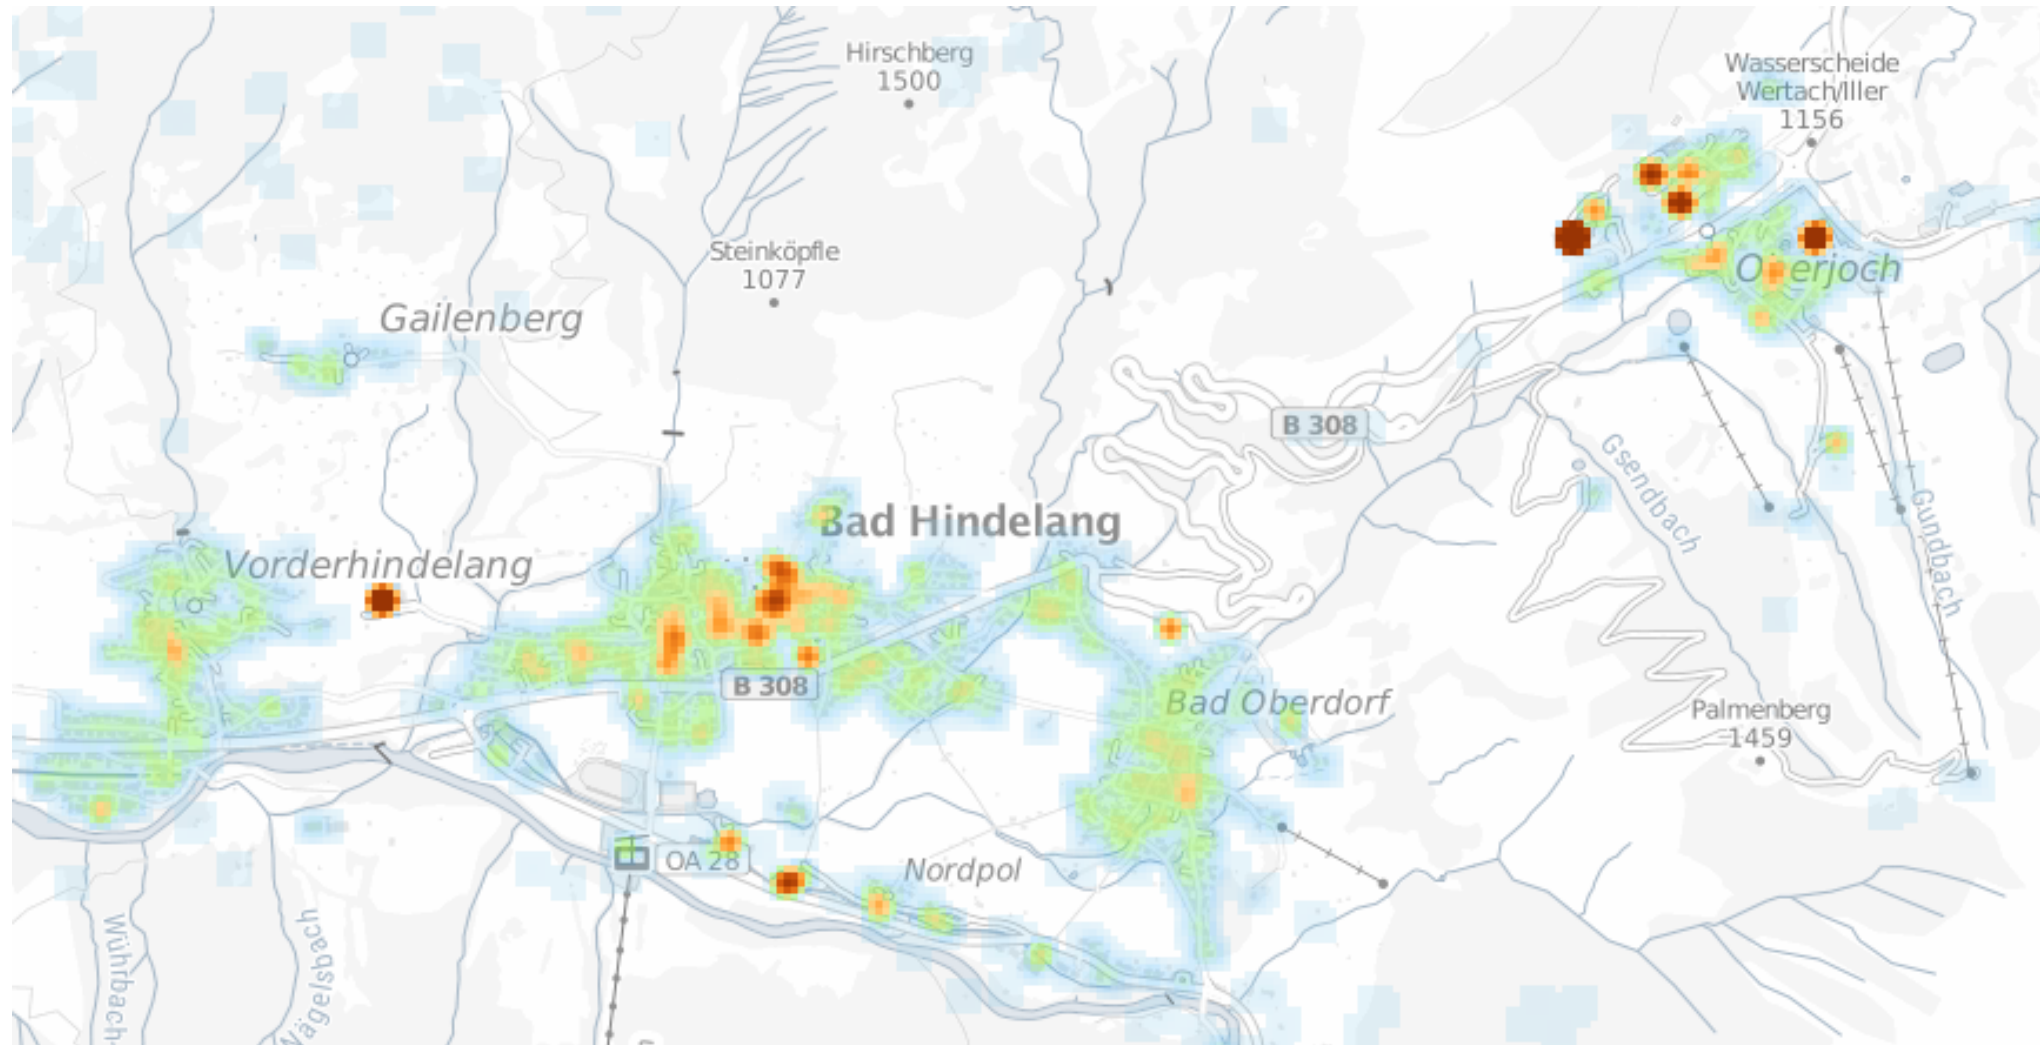 Hirschberg
1500
Wasserscheide
Wertach/Iller
1156
Steinköpfle
1077
Oberjoch
Gailenberg
B 308
Gsendbach
Gundbach
Bad Hindelang
Vorderhindelang
B 308
Bad Oberdorf
Palmenberg
1459
OA 28
Nordpol
Wührbach
Wägelsbach